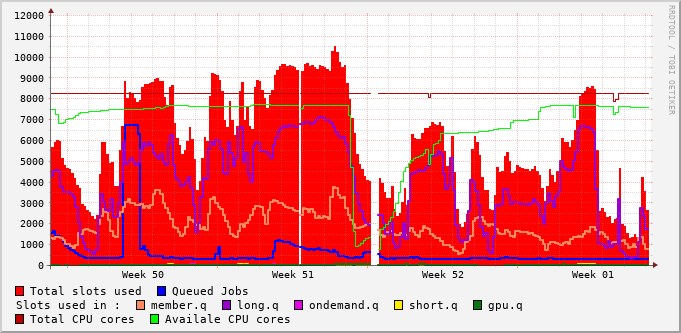 12000
11000
10000
9000
8000
7000
6000
5000
4000
3000
2000
1000
0
Week 50 Week 51 Week 52 Week 01
RRDTOOL / TOBI OETIKER
Total slots used Queued Jobs
Slots used in : member.q long.q ondemand.q short.q gpu.q
Total CPU cores Availale CPU cores